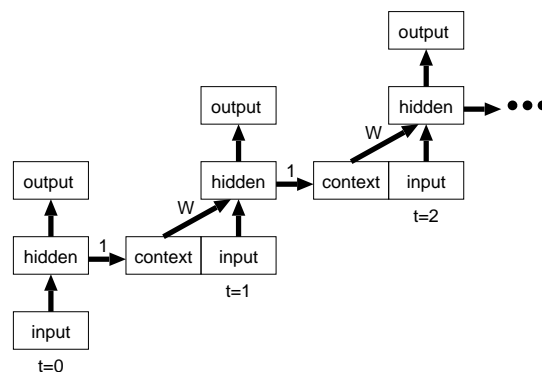 output
hidden
output
W
hidden
1
context
input
t=2
output
W
hidden
1
context
input
t=1
input
t=0